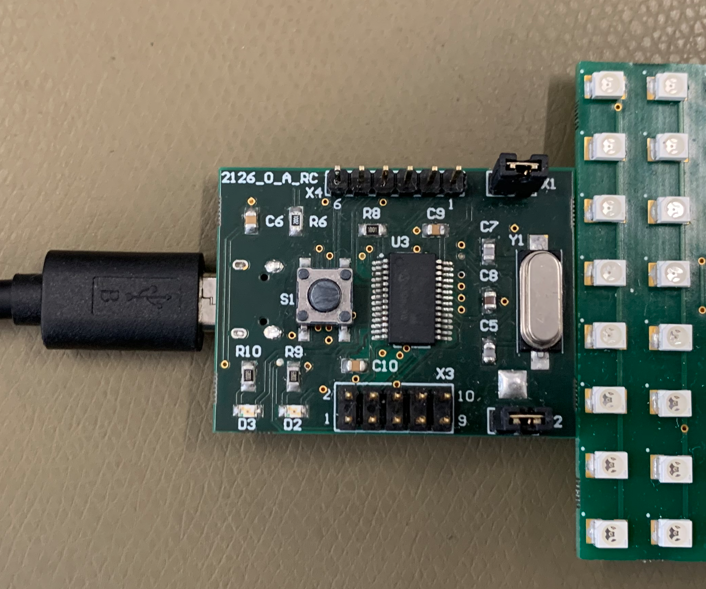 2126_0_A_RC
X4
6
1
X1
C6
R6
R8
C9
U3
C7
Y1
B
S1
C8
C5
R10
R9
C10
X3
2
10
1
9
2
D3
D2